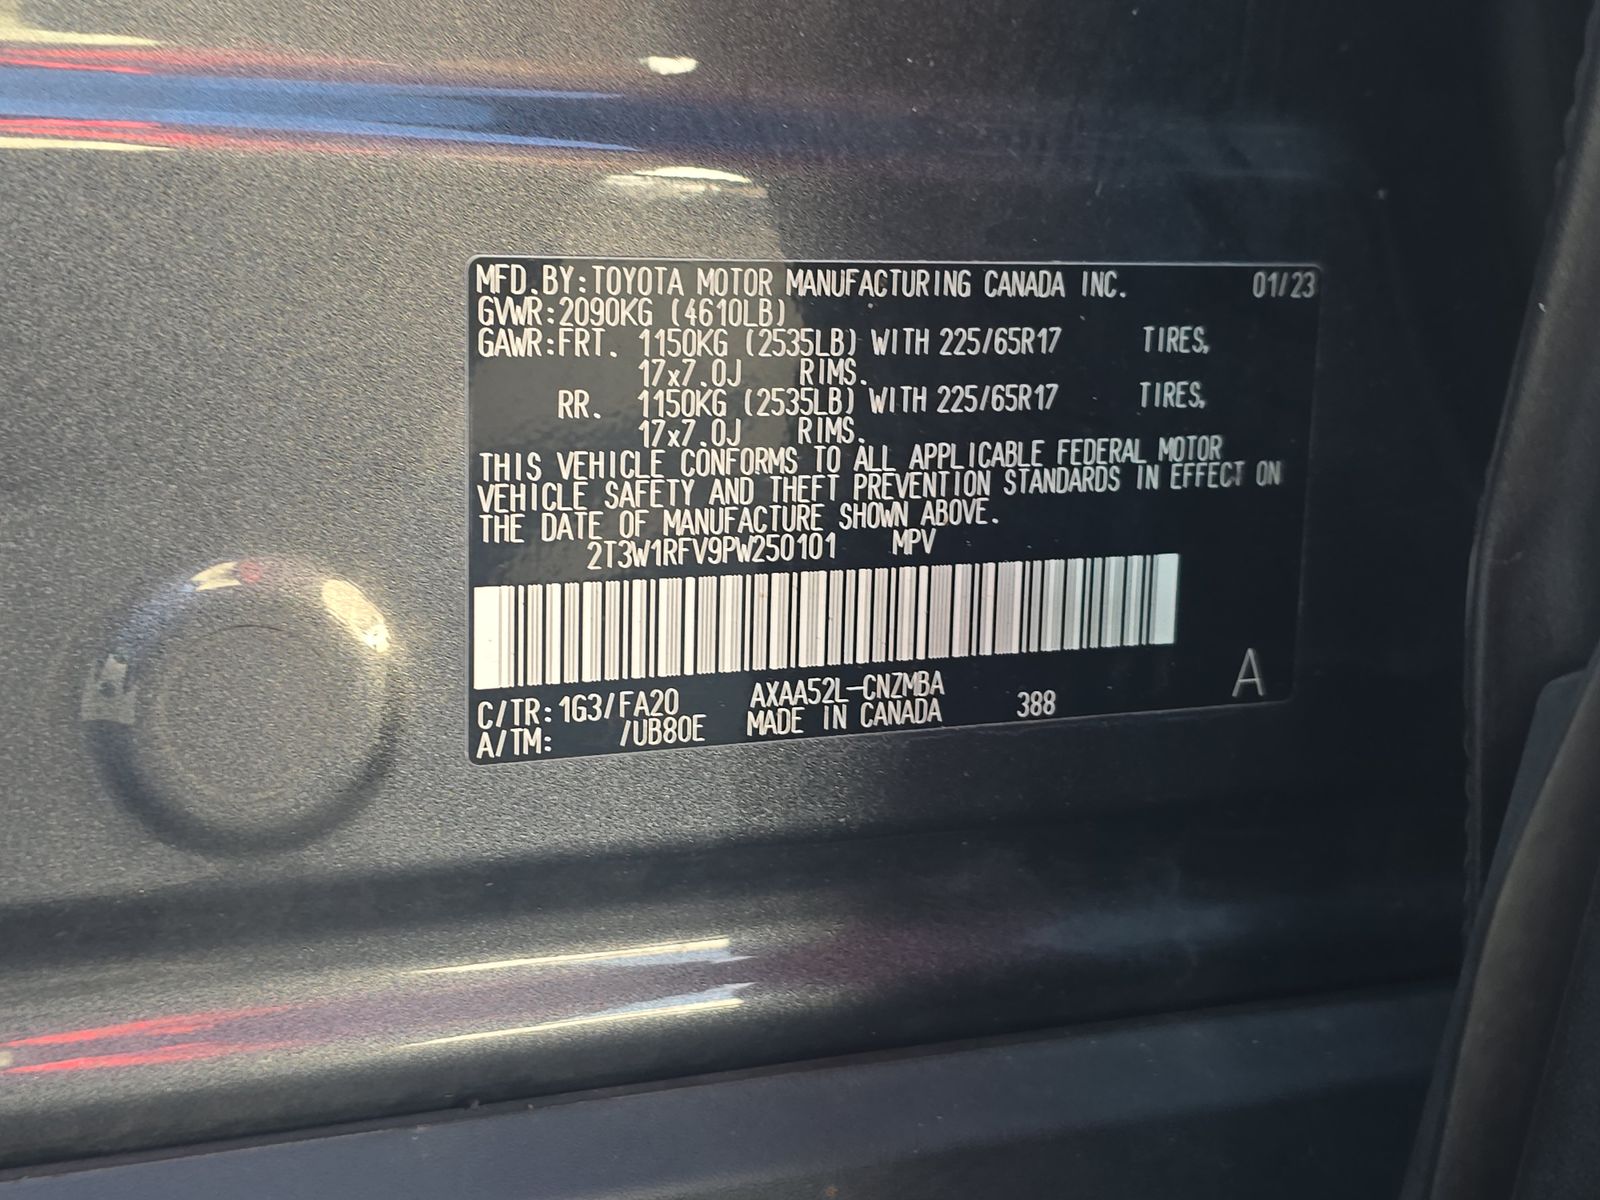 MFD.BY:TOYOTA MOTOR MANUFACTURING CANADA INC. 01/23
GVWR:2090KG (4610LB)
GAWR:FRT. 1150KG (2535LB) WITH 225/65R17 TIRES,
17x7.0J RIMS.
RR. 1150KG (2535LB) WITH 225/65R17 TIRES,
17x7.0J RIMS.
THIS VEHICLE CONFORMS TO ALL APPLICABLE FEDERAL MOTOR
VEHICLE SAFETY AND THEFT PREVENTION STANDARDS IN EFFECT ON
THE DATE OF MANUFACTURE SHOWN ABOVE.
2T3W1RFV9PW250101 MPV
C/TR:1G3/FA20 AXAA52L-CNZMBA
A/TM: /UB80E MADE IN CANADA 388 A